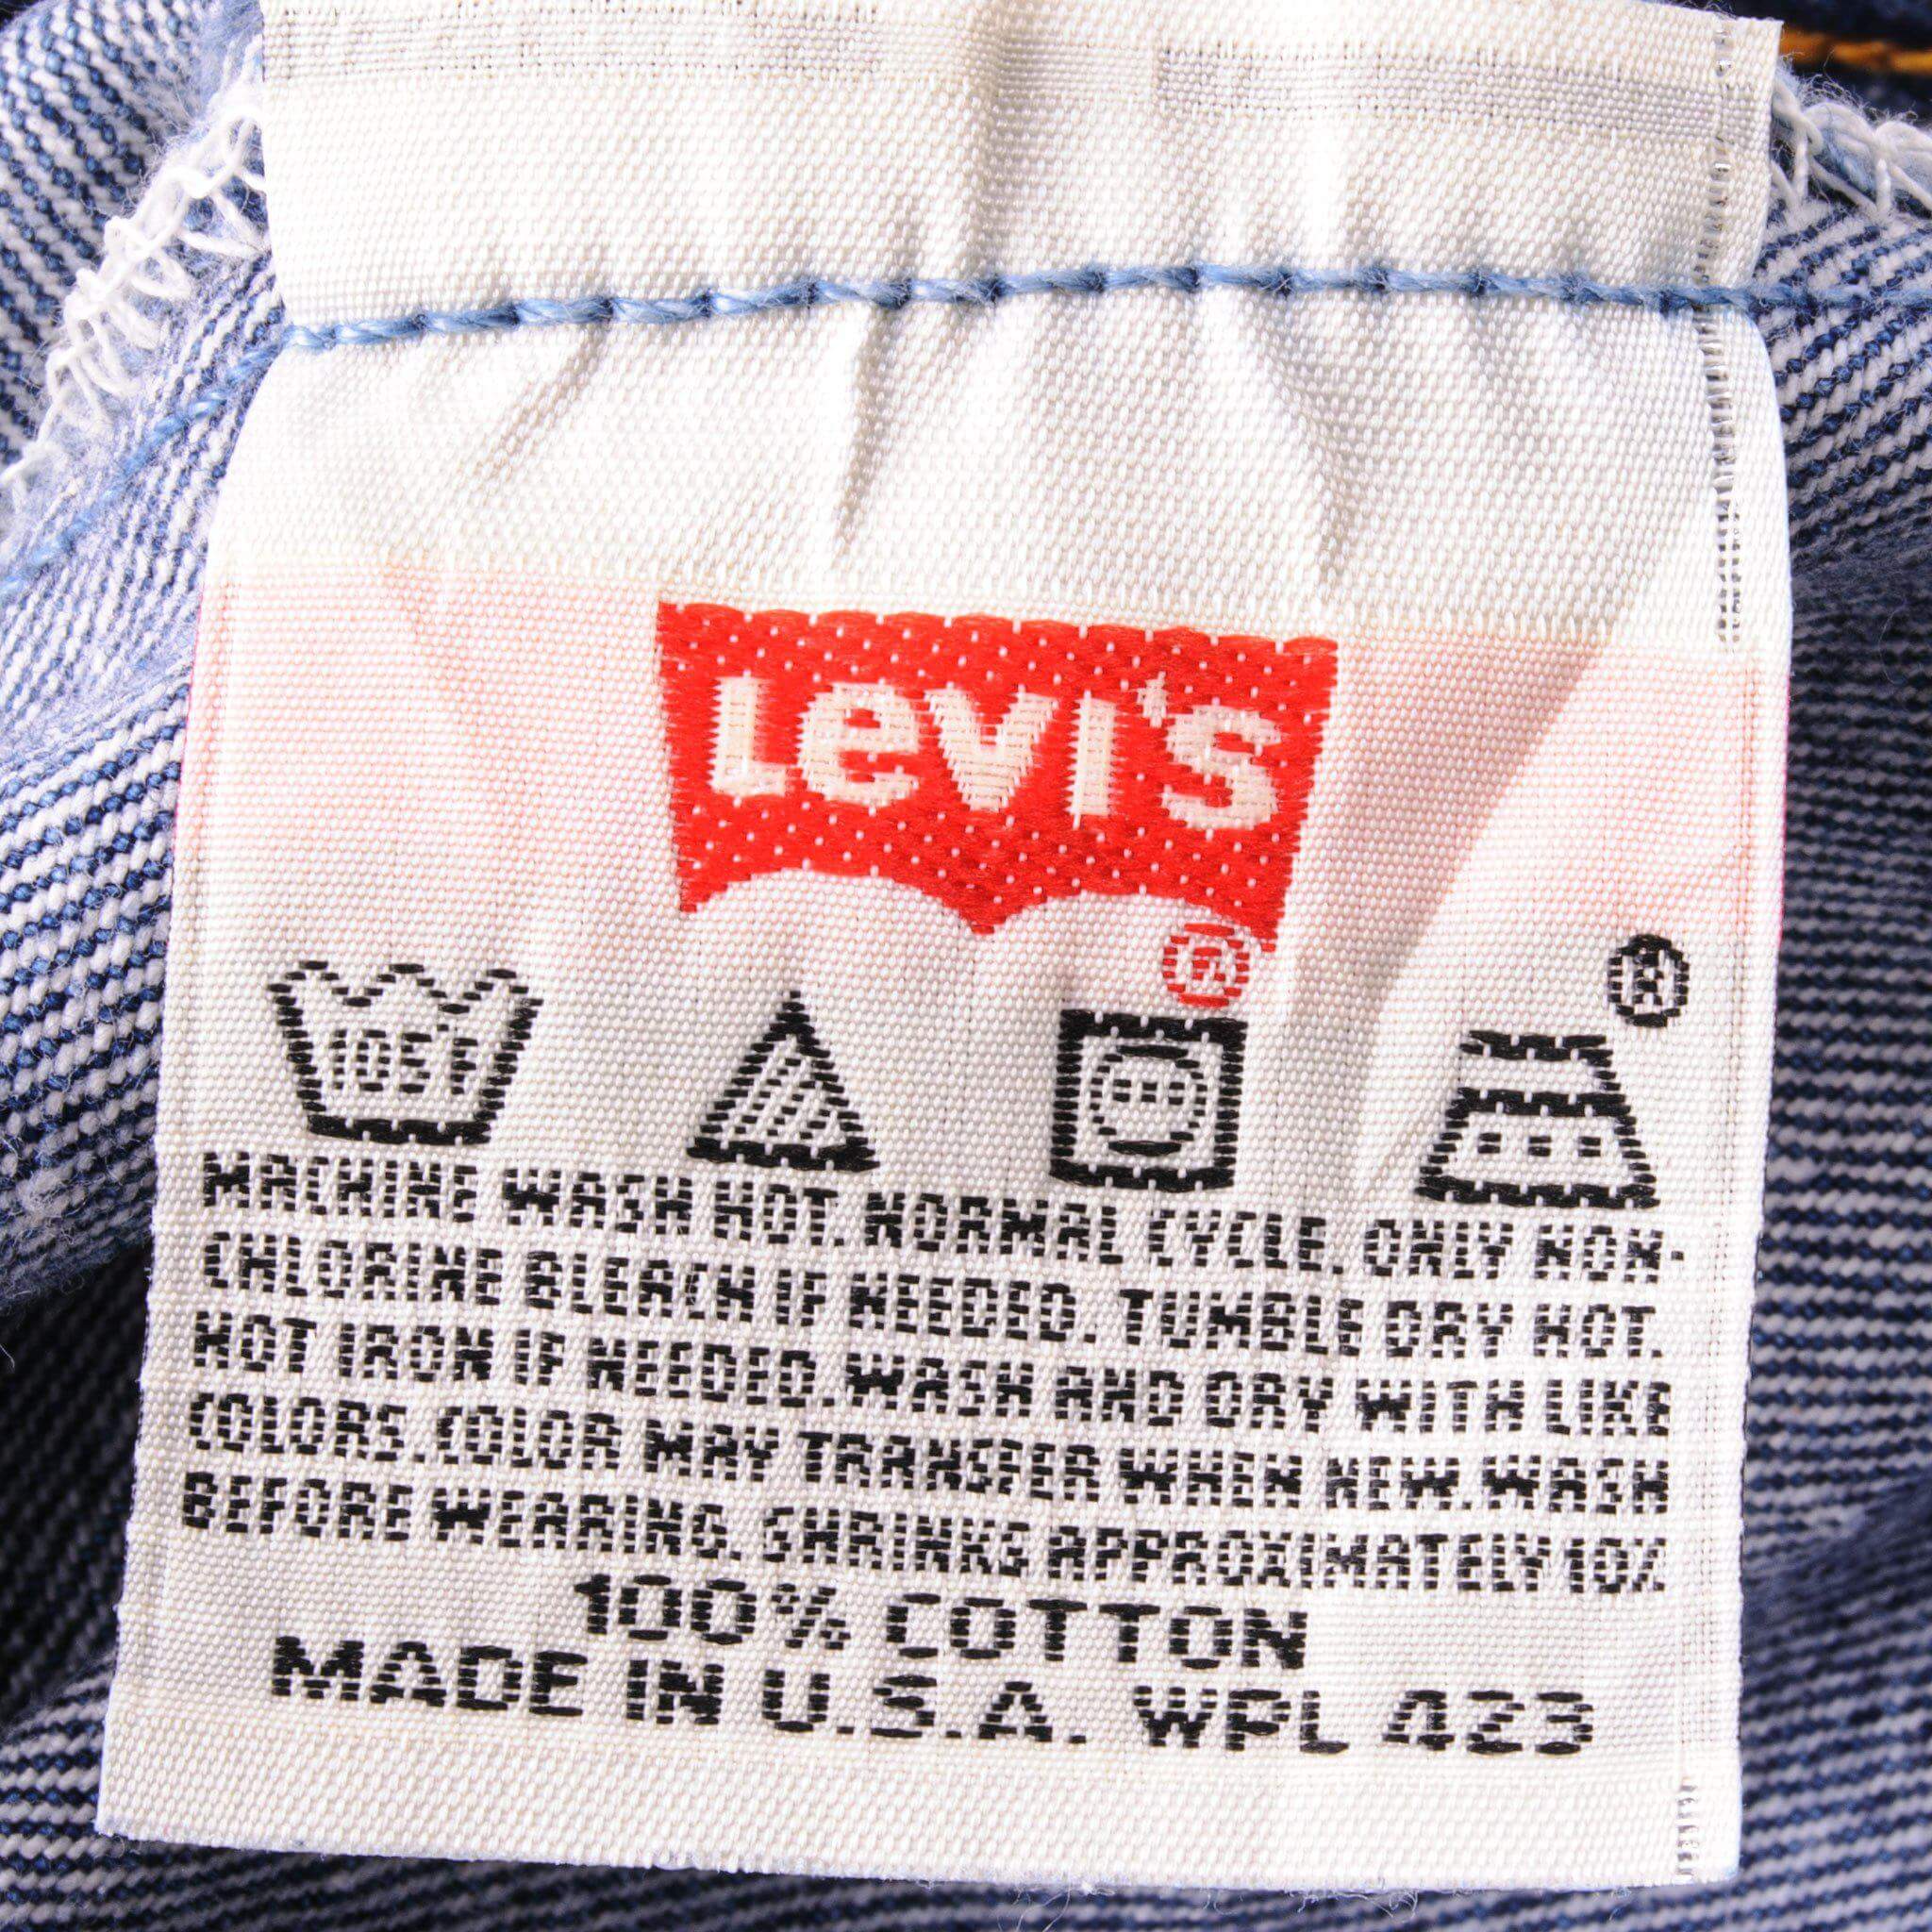 Levi's
®
105°F
®
MACHINE WASH HOT. NORMAL CYCLE. ONLY NON-
CHLORINE BLEACH IF NEEDED. TUMBLE DRY HOT.
HOT IRON IF NEEDED. WASH AND DRY WITH LIKE
COLORS. COLOR MAY TRANSFER WHEN NEW. WASH
BEFORE WEARING. SHRINKS APPROXIMATELY 10%
100% COTTON
MADE IN U.S.A. WPL 423